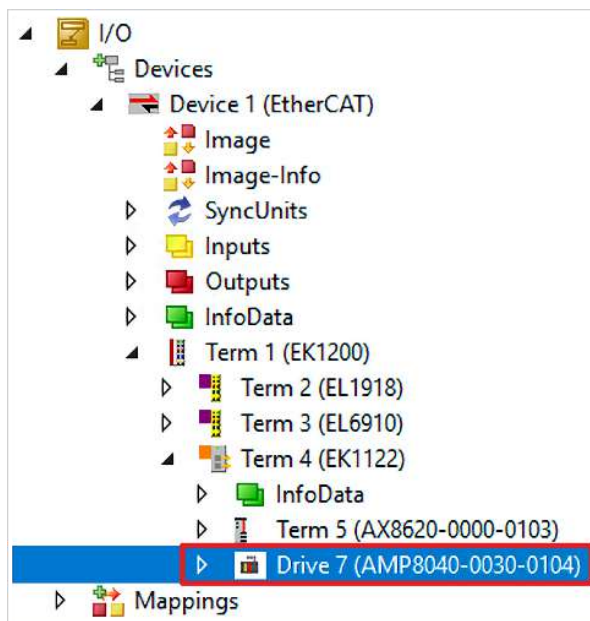 I/O
Devices
Device 1 (EtherCAT)
Image
Image-Info
SyncUnits
Inputs
Outputs
InfoData
Term 1 (EK1200)
Term 2 (EL1918)
Term 3 (EL6910)
Term 4 (EK1122)
InfoData
Term 5 (AX8620-0000-0103)
Drive 7 (AMP8040-0030-0104)
Mappings